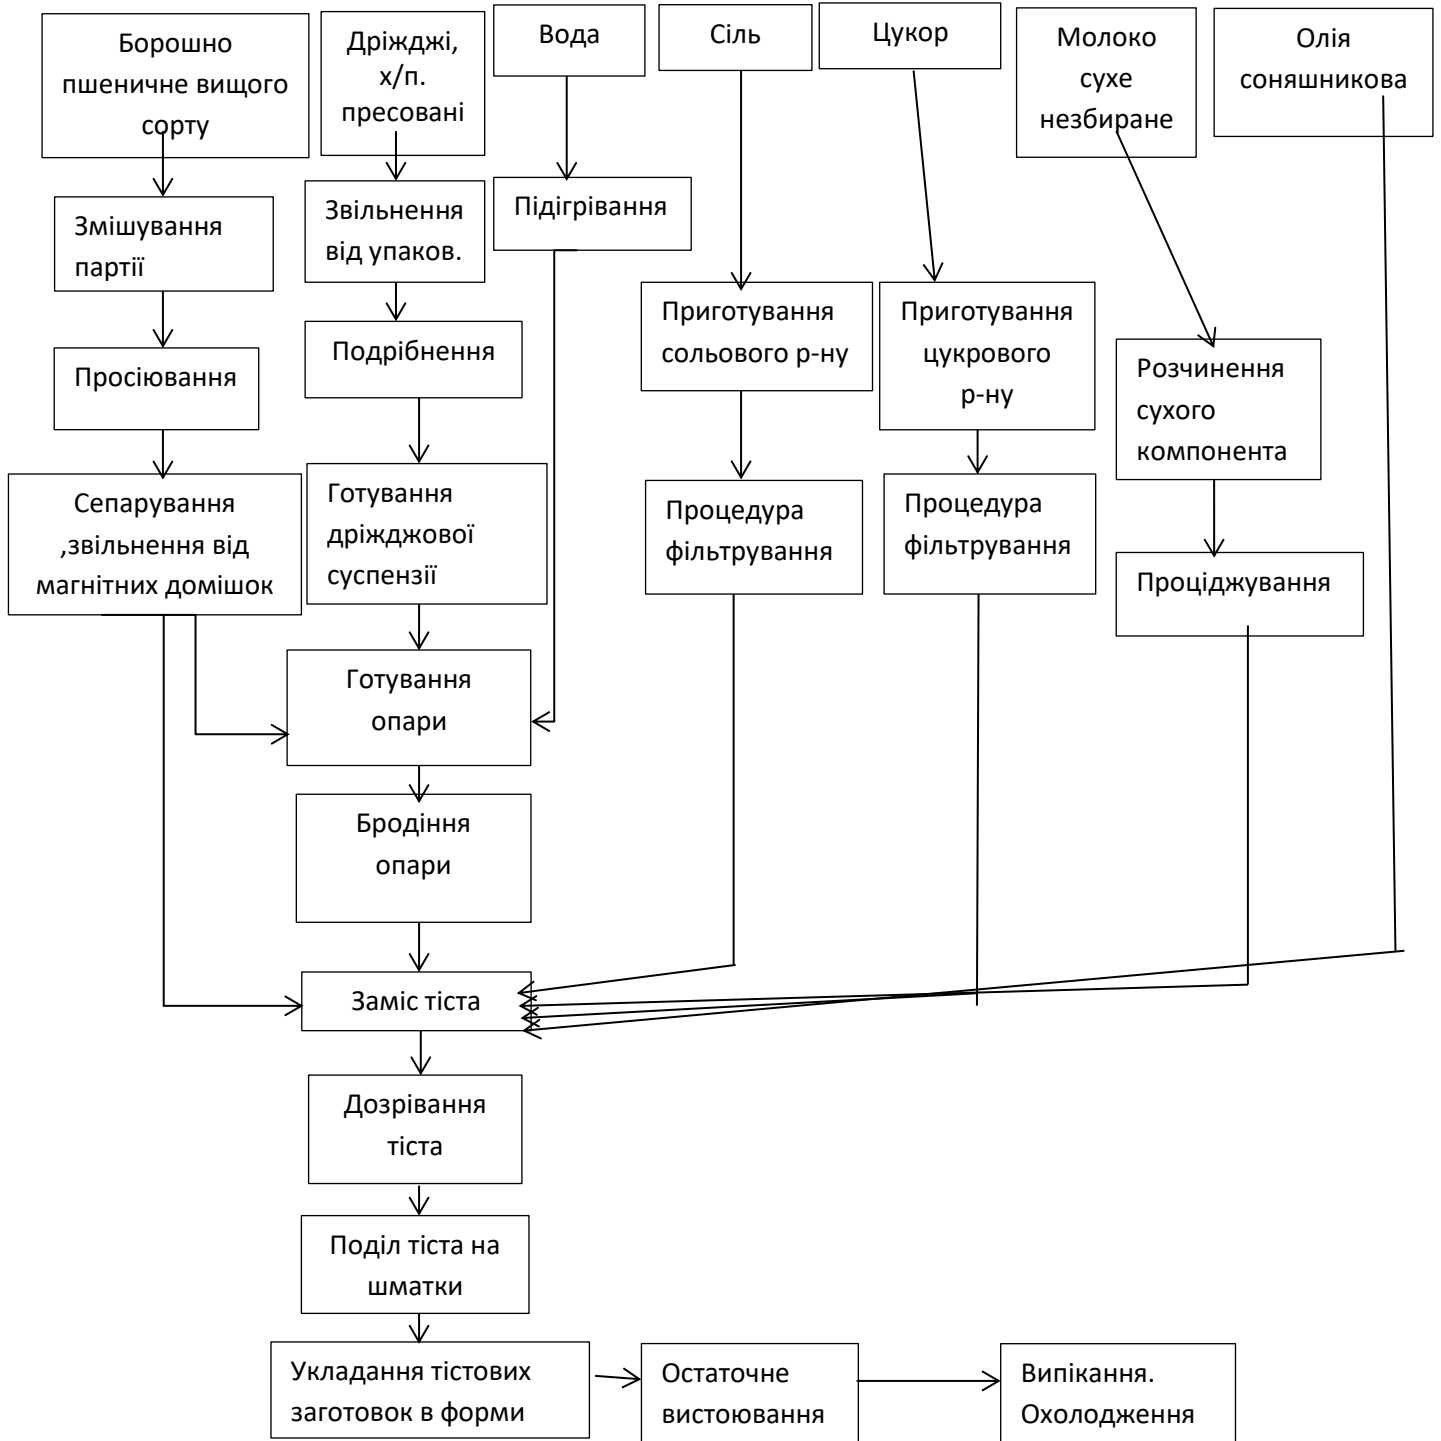 Борошно
пшеничне вищого
сорту
Дріжджі,
х/п.
пресовані
Вода
Сіль
Цукор
Молоко
сухе
незбиране
Олія
соняшникова
Змішування
партії
Звільнення
від упаков.
Підігрівання
Просіювання
Подрібнення
Приготування
сольового р-ну
Приготування
цукрового
р-ну
Розчинення
сухого
компонента
Сепарування
,звільнення від
магнітних домішок
Готування
дріжджової
суспензії
Процедура
фільтрування
Процедура
фільтрування
Проціджування
Готування
опари
Бродіння
опари
Заміс тіста
Дозрівання
тіста
Поділ тіста на
шматки
Укладання тістових
заготовок в форми
Остаточне
вистоювання
Випікання.
Охолодження